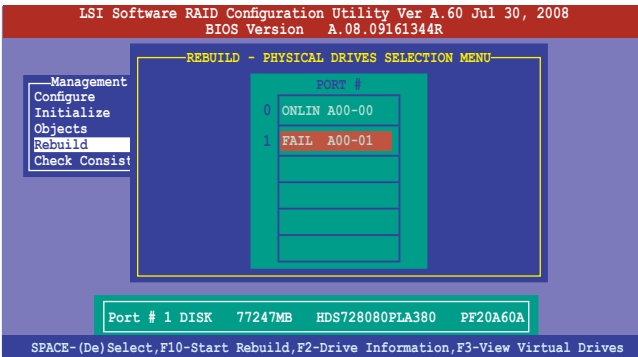 LSI Software RAID Configuration Utility Ver A.60 Jul 30, 2008
BIOS Version A.08.09161344R
REBUILD - PHYSICAL DRIVES SELECTION MENU
Management
Configure
Initialize
Objects
Rebuild
Check Consist
PORT #
0 ONLIN A00-00
1 FAIL A00-01
Port # 1 DISK 77247MB HDS728080PLA380 PF20A60A
SPACE-(De)Select,F10-Start Rebuild,F2-Drive Information,F3-View Virtual Drives